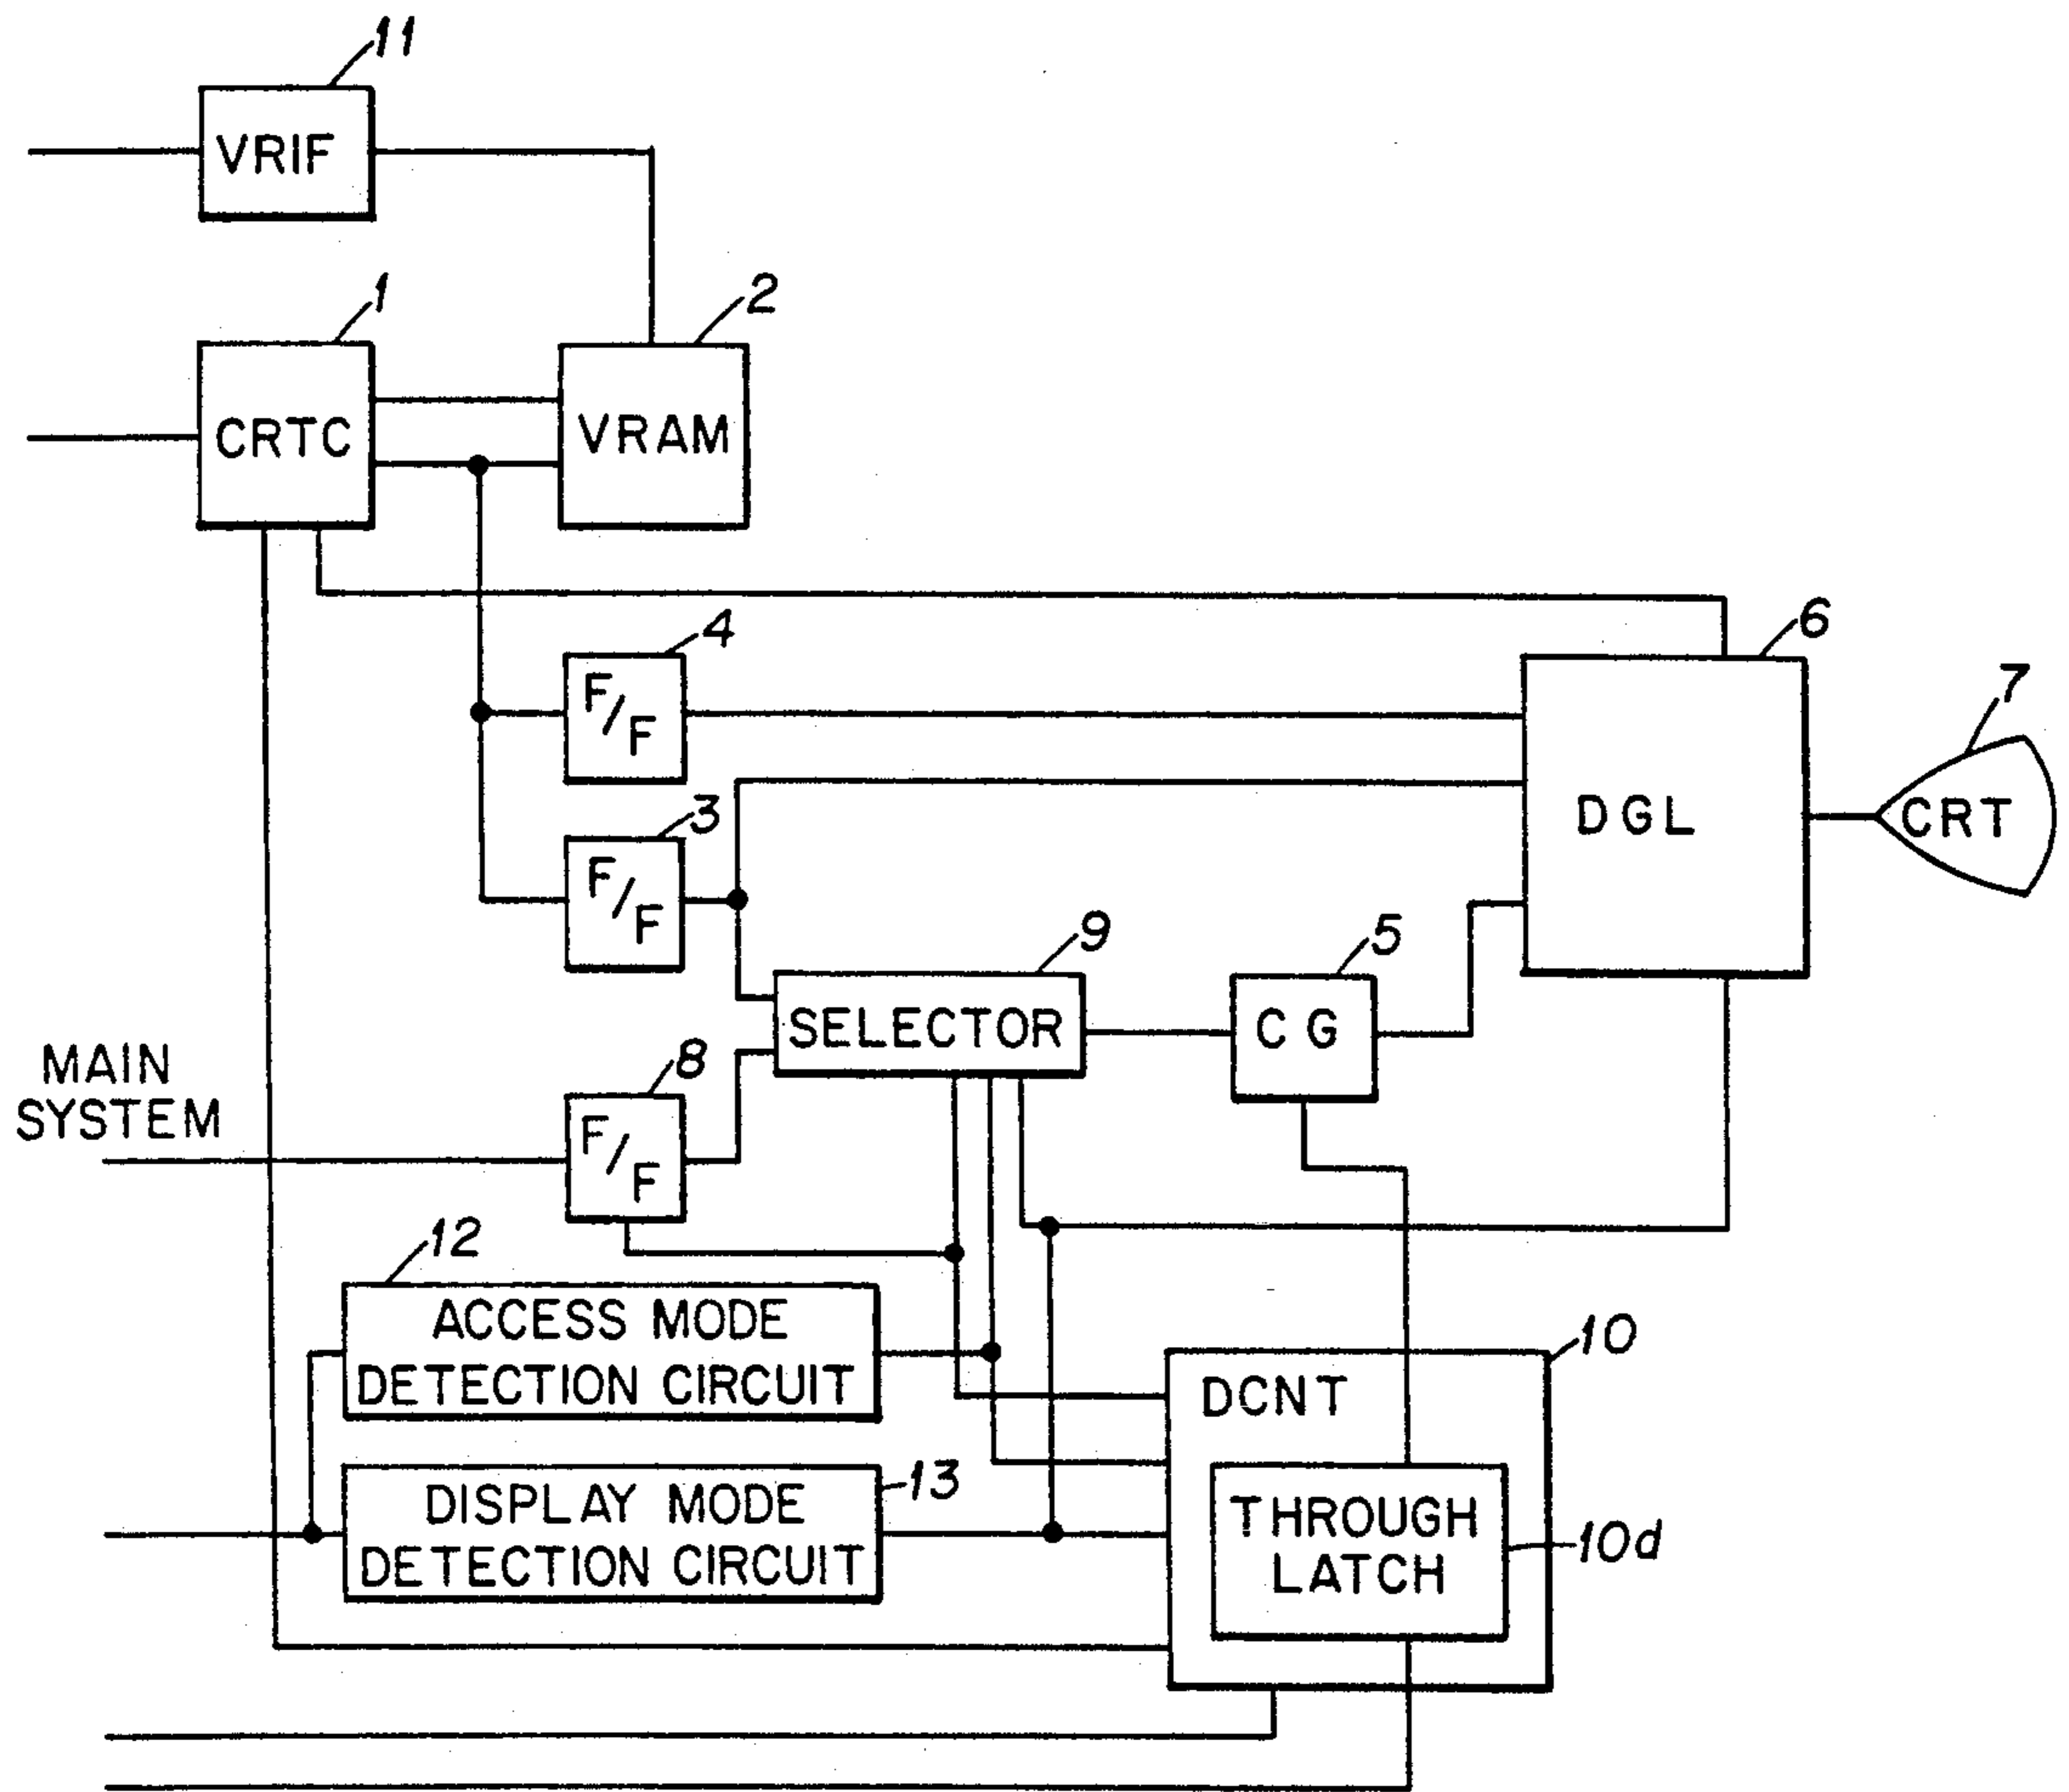 11
VRIF
1
2
CRTC
VRAM
4
6
F/F
7
3
DGL
CRT
F/F
9
5
SELECTOR
CG
MAIN
SYSTEM
8
F/F
12
ACCESS MODE
DETECTION CIRCUIT
10
DCNT
13
DISPLAY MODE
DETECTION CIRCUIT
THROUGH
LATCH
10d